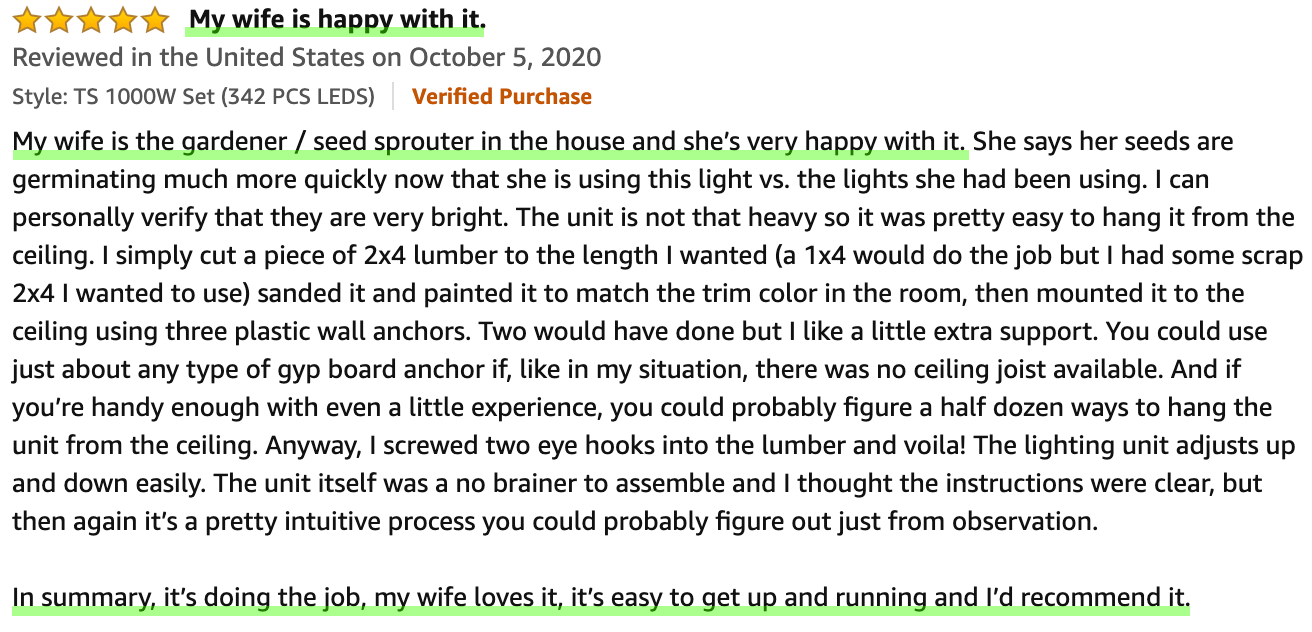 My wife is happy with it.
Reviewed in the United States on October 5, 2020
Style: TS 1000W Set (342 PCS LEDS) Verified Purchase
My wife is the gardener / seed sprouter in the house and she’s very happy with it. She says her seeds are
germinating much more quickly now that she is using this light vs. the lights she had been using. I can
personally verify that they are very bright. The unit is not that heavy so it was pretty easy to hang it from the
ceiling. I simply cut a piece of 2x4 lumber to the length I wanted (a 1x4 would do the job but I had some scrap
2x4 I wanted to use) sanded it and painted it to match the trim color in the room, then mounted it to the
ceiling using three plastic wall anchors. Two would have done but I like a little extra support. You could use
just about any type of gyp board anchor if, like in my situation, there was no ceiling joist available. And if
you’re handy enough with even a little experience, you could probably figure a half dozen ways to hang the
unit from the ceiling. Anyway, I screwed two eye hooks into the lumber and voila! The lighting unit adjusts up
and down easily. The unit itself was a no brainer to assemble and I thought the instructions were clear, but
then again it’s a pretty intuitive process you could probably figure out just from observation.
In summary, it’s doing the job, my wife loves it, it’s easy to get up and running and I’d recommend it.